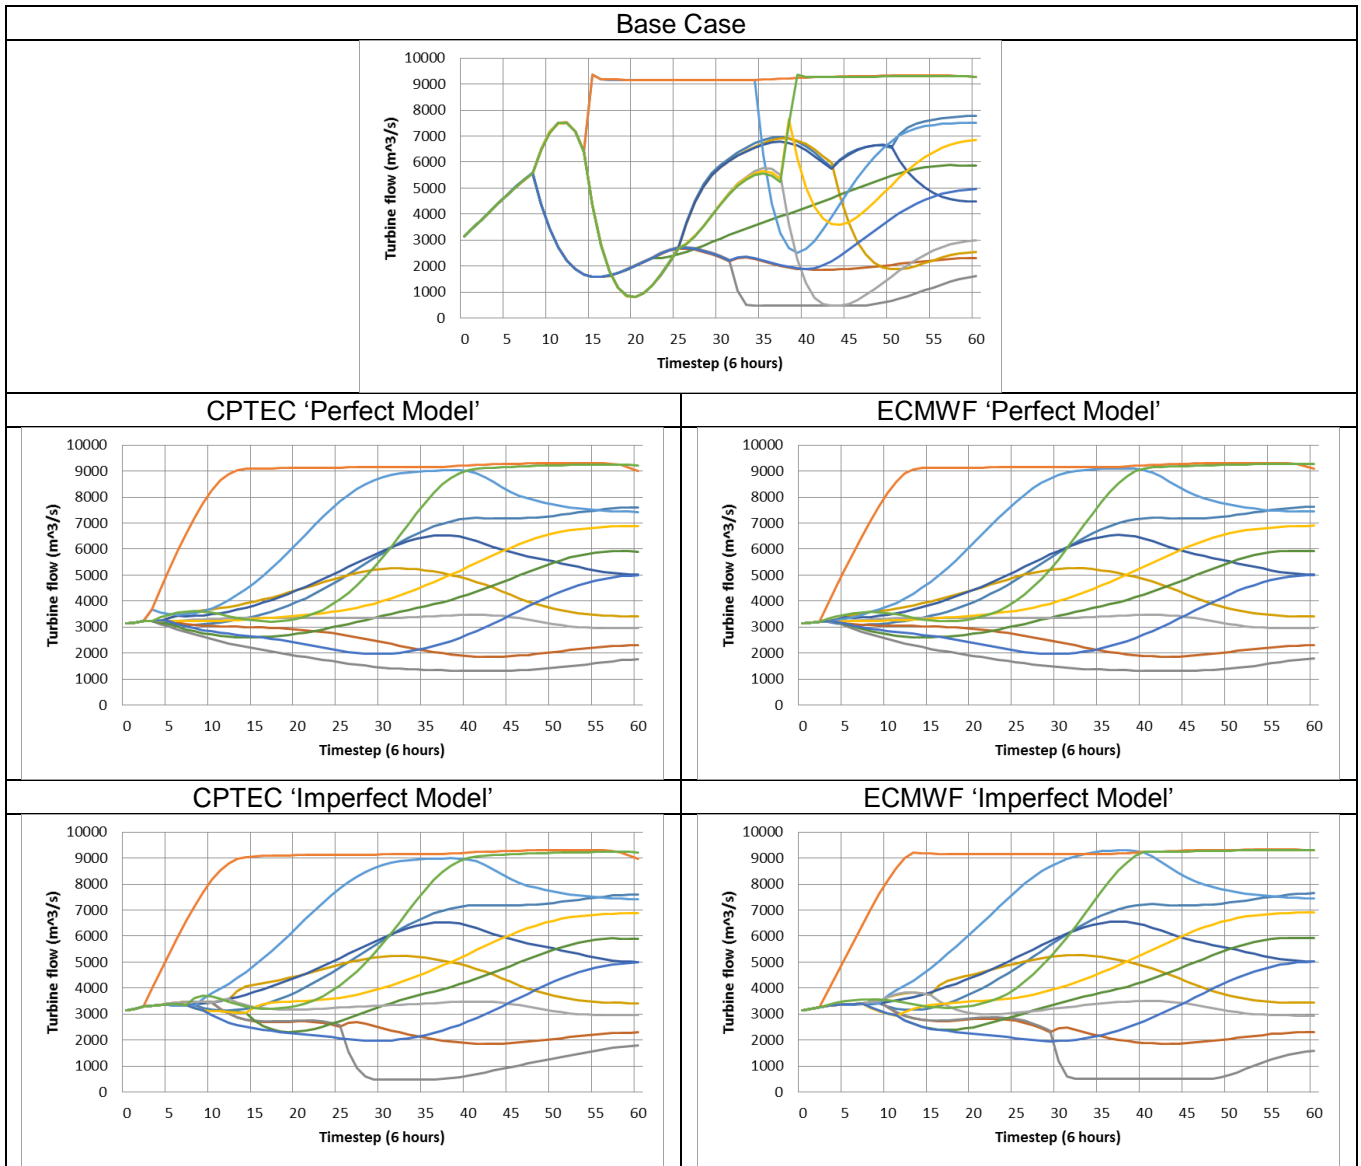 Base Case
10000
9000
8000
7000
6000
5000
4000
3000
2000
1000
0
Turbine flow (m^3/s)
0 5 10 15 20 25 30 35 40 45 50 55 60
Timestep (6 hours)
CPTEC ‘Perfect Model’
10000
9000
8000
7000
6000
5000
4000
3000
2000
1000
0
Turbine flow (m^3/s)
0 5 10 15 20 25 30 35 40 45 50 55 60
Timestep (6 hours)
ECMWF ‘Perfect Model’
10000
9000
8000
7000
6000
5000
4000
3000
2000
1000
0
Turbine flow (m^3/s)
0 5 10 15 20 25 30 35 40 45 50 55 60
Timestep (6 hours)
CPTEC ‘Imperfect Model’
10000
9000
8000
7000
6000
5000
4000
3000
2000
1000
0
Turbine flow (m^3/s)
0 5 10 15 20 25 30 35 40 45 50 55 60
Timestep (6 hours)
ECMWF ‘Imperfect Model’
10000
9000
8000
7000
6000
5000
4000
3000
2000
1000
0
Turbine flow (m^3/s)
0 5 10 15 20 25 30 35 40 45 50 55 60
Timestep (6 hours)